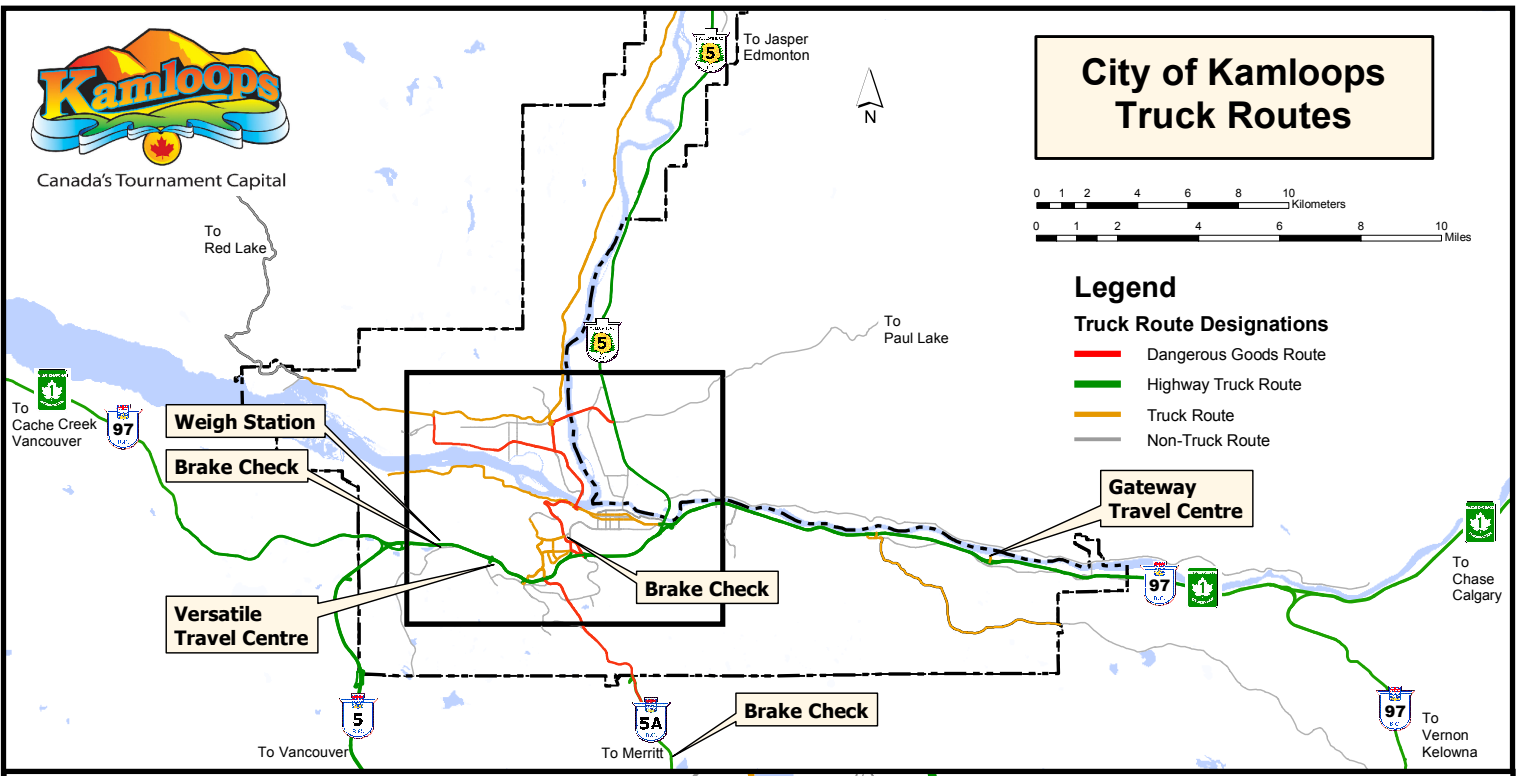 Kamloops
Canada's Tournament Capital
City of Kamloops
Truck Routes
To Jasper
Edmonton
5
N
0 1 2 4 6 8 10
Kilometers
0 1 2 4 6 8 10
Miles
To
Red Lake
Legend
Truck Route Designations
Dangerous Goods Route
Highway Truck Route
Truck Route
Non-Truck Route
To
Paul Lake
5
1
To
Cache Creek
Vancouver
97
Weigh Station
Brake Check
Gateway
Travel Centre
1
To
Chase
Calgary
Brake Check
97
1
Versatile
Travel Centre
5
To Vancouver
5A
To Merritt
Brake Check
97
To
Vernon
Kelowna